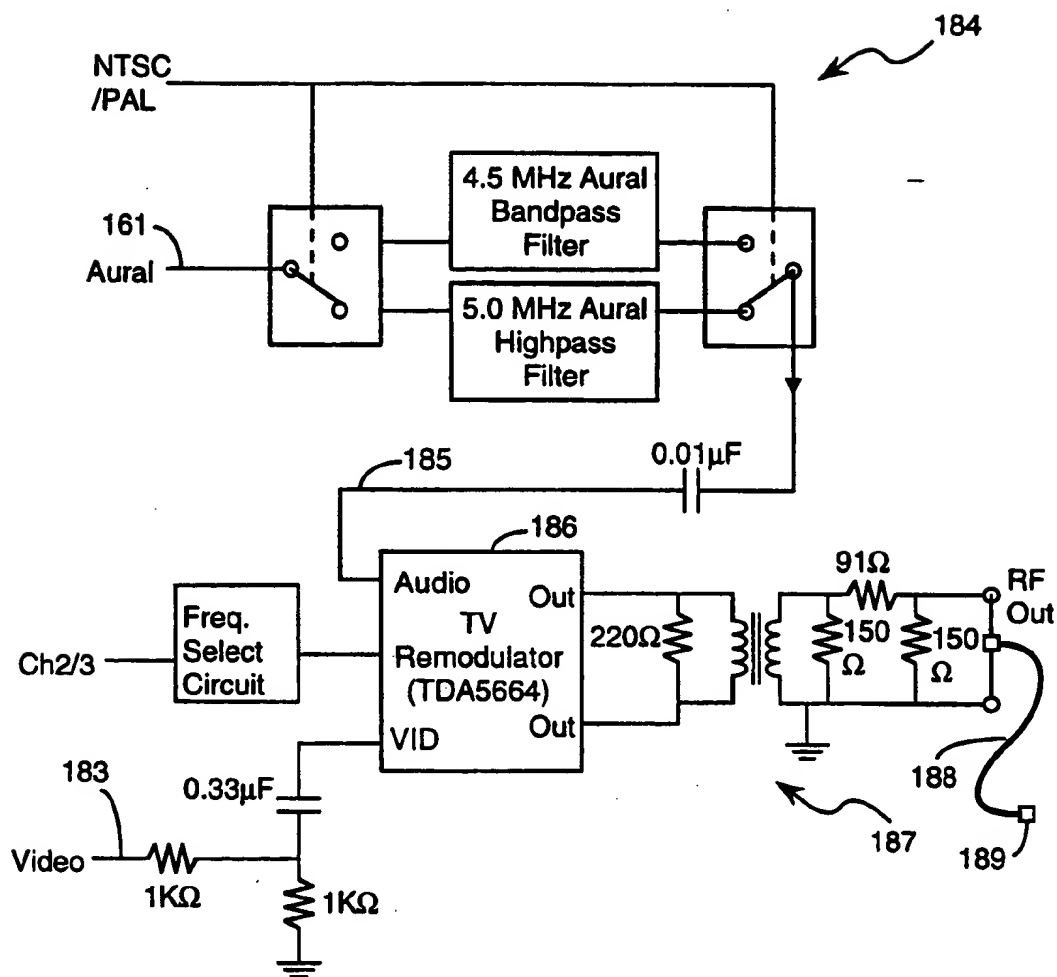 184
NTSC
/PAL
4.5 MHz Aural
Bandpass
Filter
161
Aural
5.0 MHz Aural
Highpass
Filter
185
0.01μF
186
Audio
Out
TV
Remodulator
(TDA5664)
Out
VID
Freq.
Select
Circuit
Ch2/3
91Ω
RF
Out
220Ω
150
Ω
150
Ω
188
189
187
183
0.33μF
Video
1KΩ
1KΩ